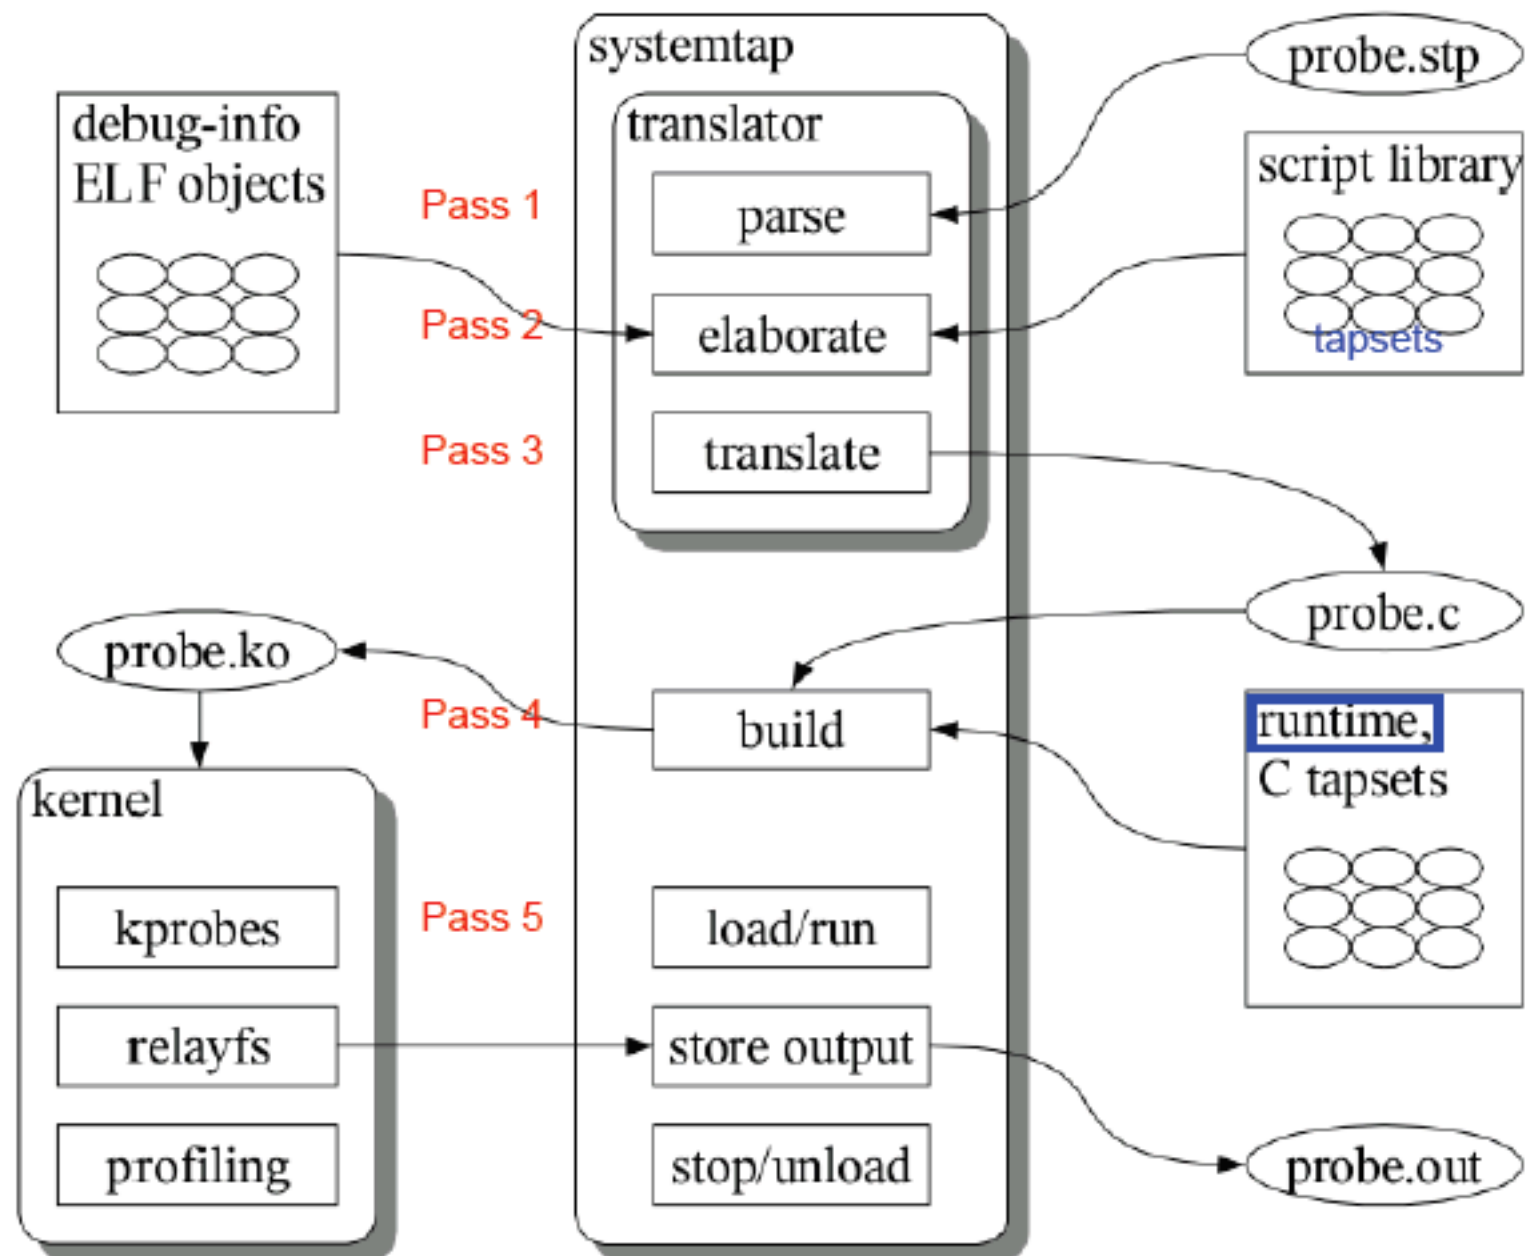 systemtap
probe.stp
debug-info
ELF objects
translator
script library
Pass 1
parse
Pass 2
elaborate
tapsets
Pass 3
translate
probe.c
probe.ko
Pass 4
build
runtime,
C tapsets
kernel
kprobes
Pass 5
load/run
relayfs
store output
profiling
stop/unload
probe.out